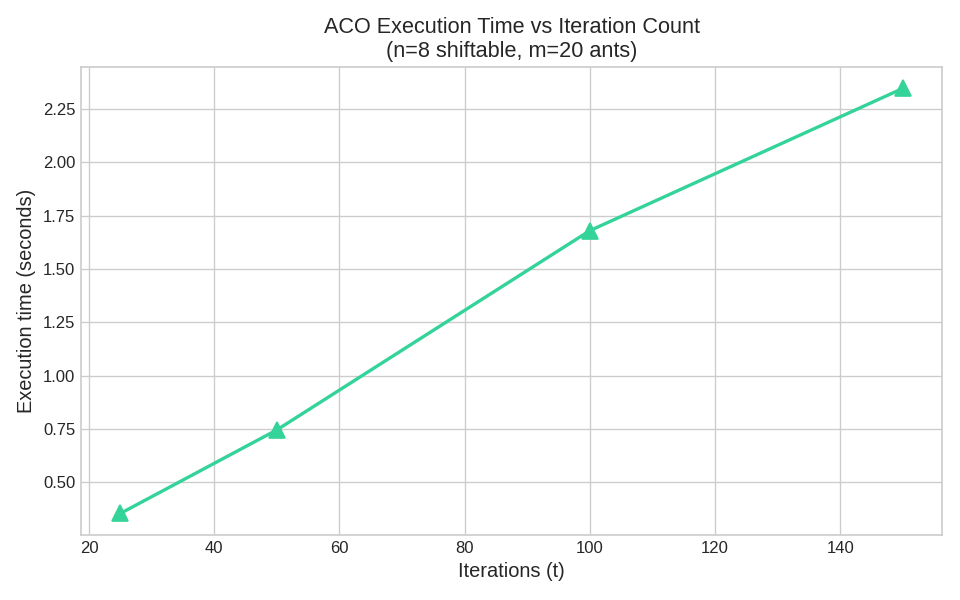 ACO Execution Time vs Iteration Count
(n=8 shiftable, m=20 ants)
Execution time (seconds)
2.25
2.00
1.75
1.50
1.25
1.00
0.75
0.50
20 40 60 80 100 120 140
Iterations (t)